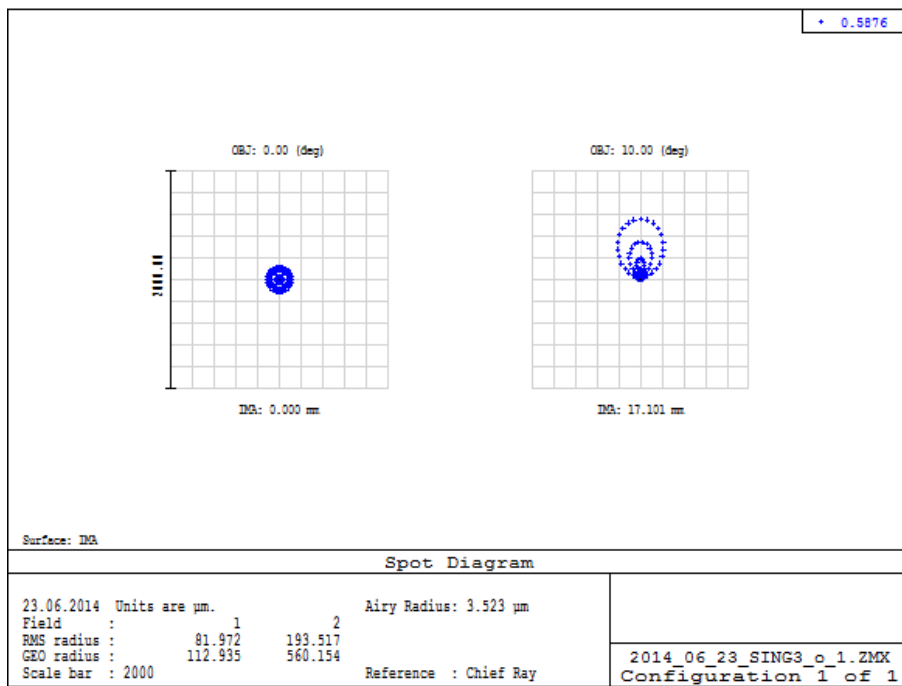 + 0.5876
OBJ: 0.00 (deg)
OBJ: 10.00 (deg)
2000.00
IMA: 0.000 mm
IMA: 17.101 mm
Surface: IMA
Spot Diagram
23.06.2014 Units are µm. Airy Radius: 3.523 µm
Field : 1 2
RMS radius : 81.972 193.517
GEO radius : 112.935 560.154
Scale bar : 2000 Reference : Chief Ray
2014_06_23_SING3_o_1.ZMX
Configuration 1 of 1